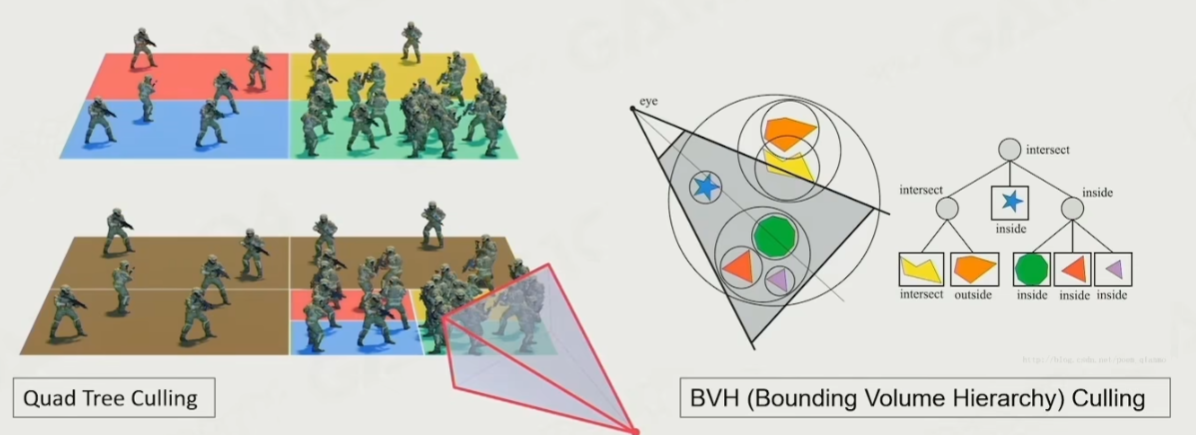 eye
intersect
intersect
inside
inside
intersect
outside
inside
inside
inside
Quad Tree Culling
BVH (Bounding Volume Hierarchy) Culling